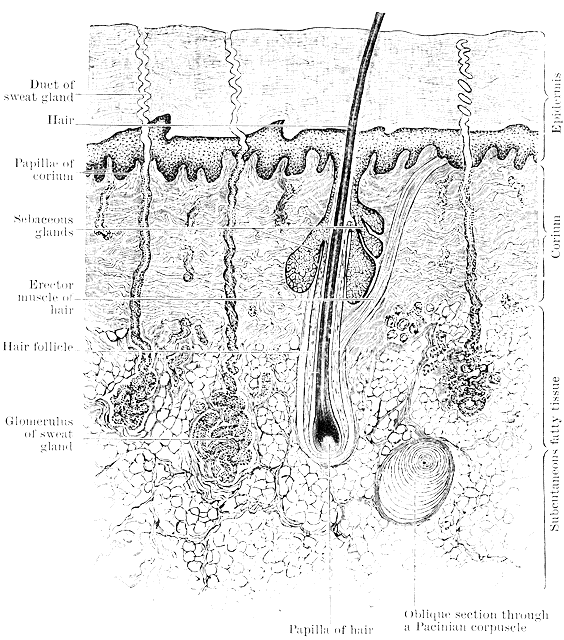 Duct of
sweat gland
Hair
Papillæ of
corium
Sebaceous
glands
Erector
muscle of
hair
Hair follicle
Glomerulus
of sweat
gland
Papilla of hair
Oblique section through
a Pacinian corpuscle
Epidermis
Corium
Subcutaneous fatty tissue